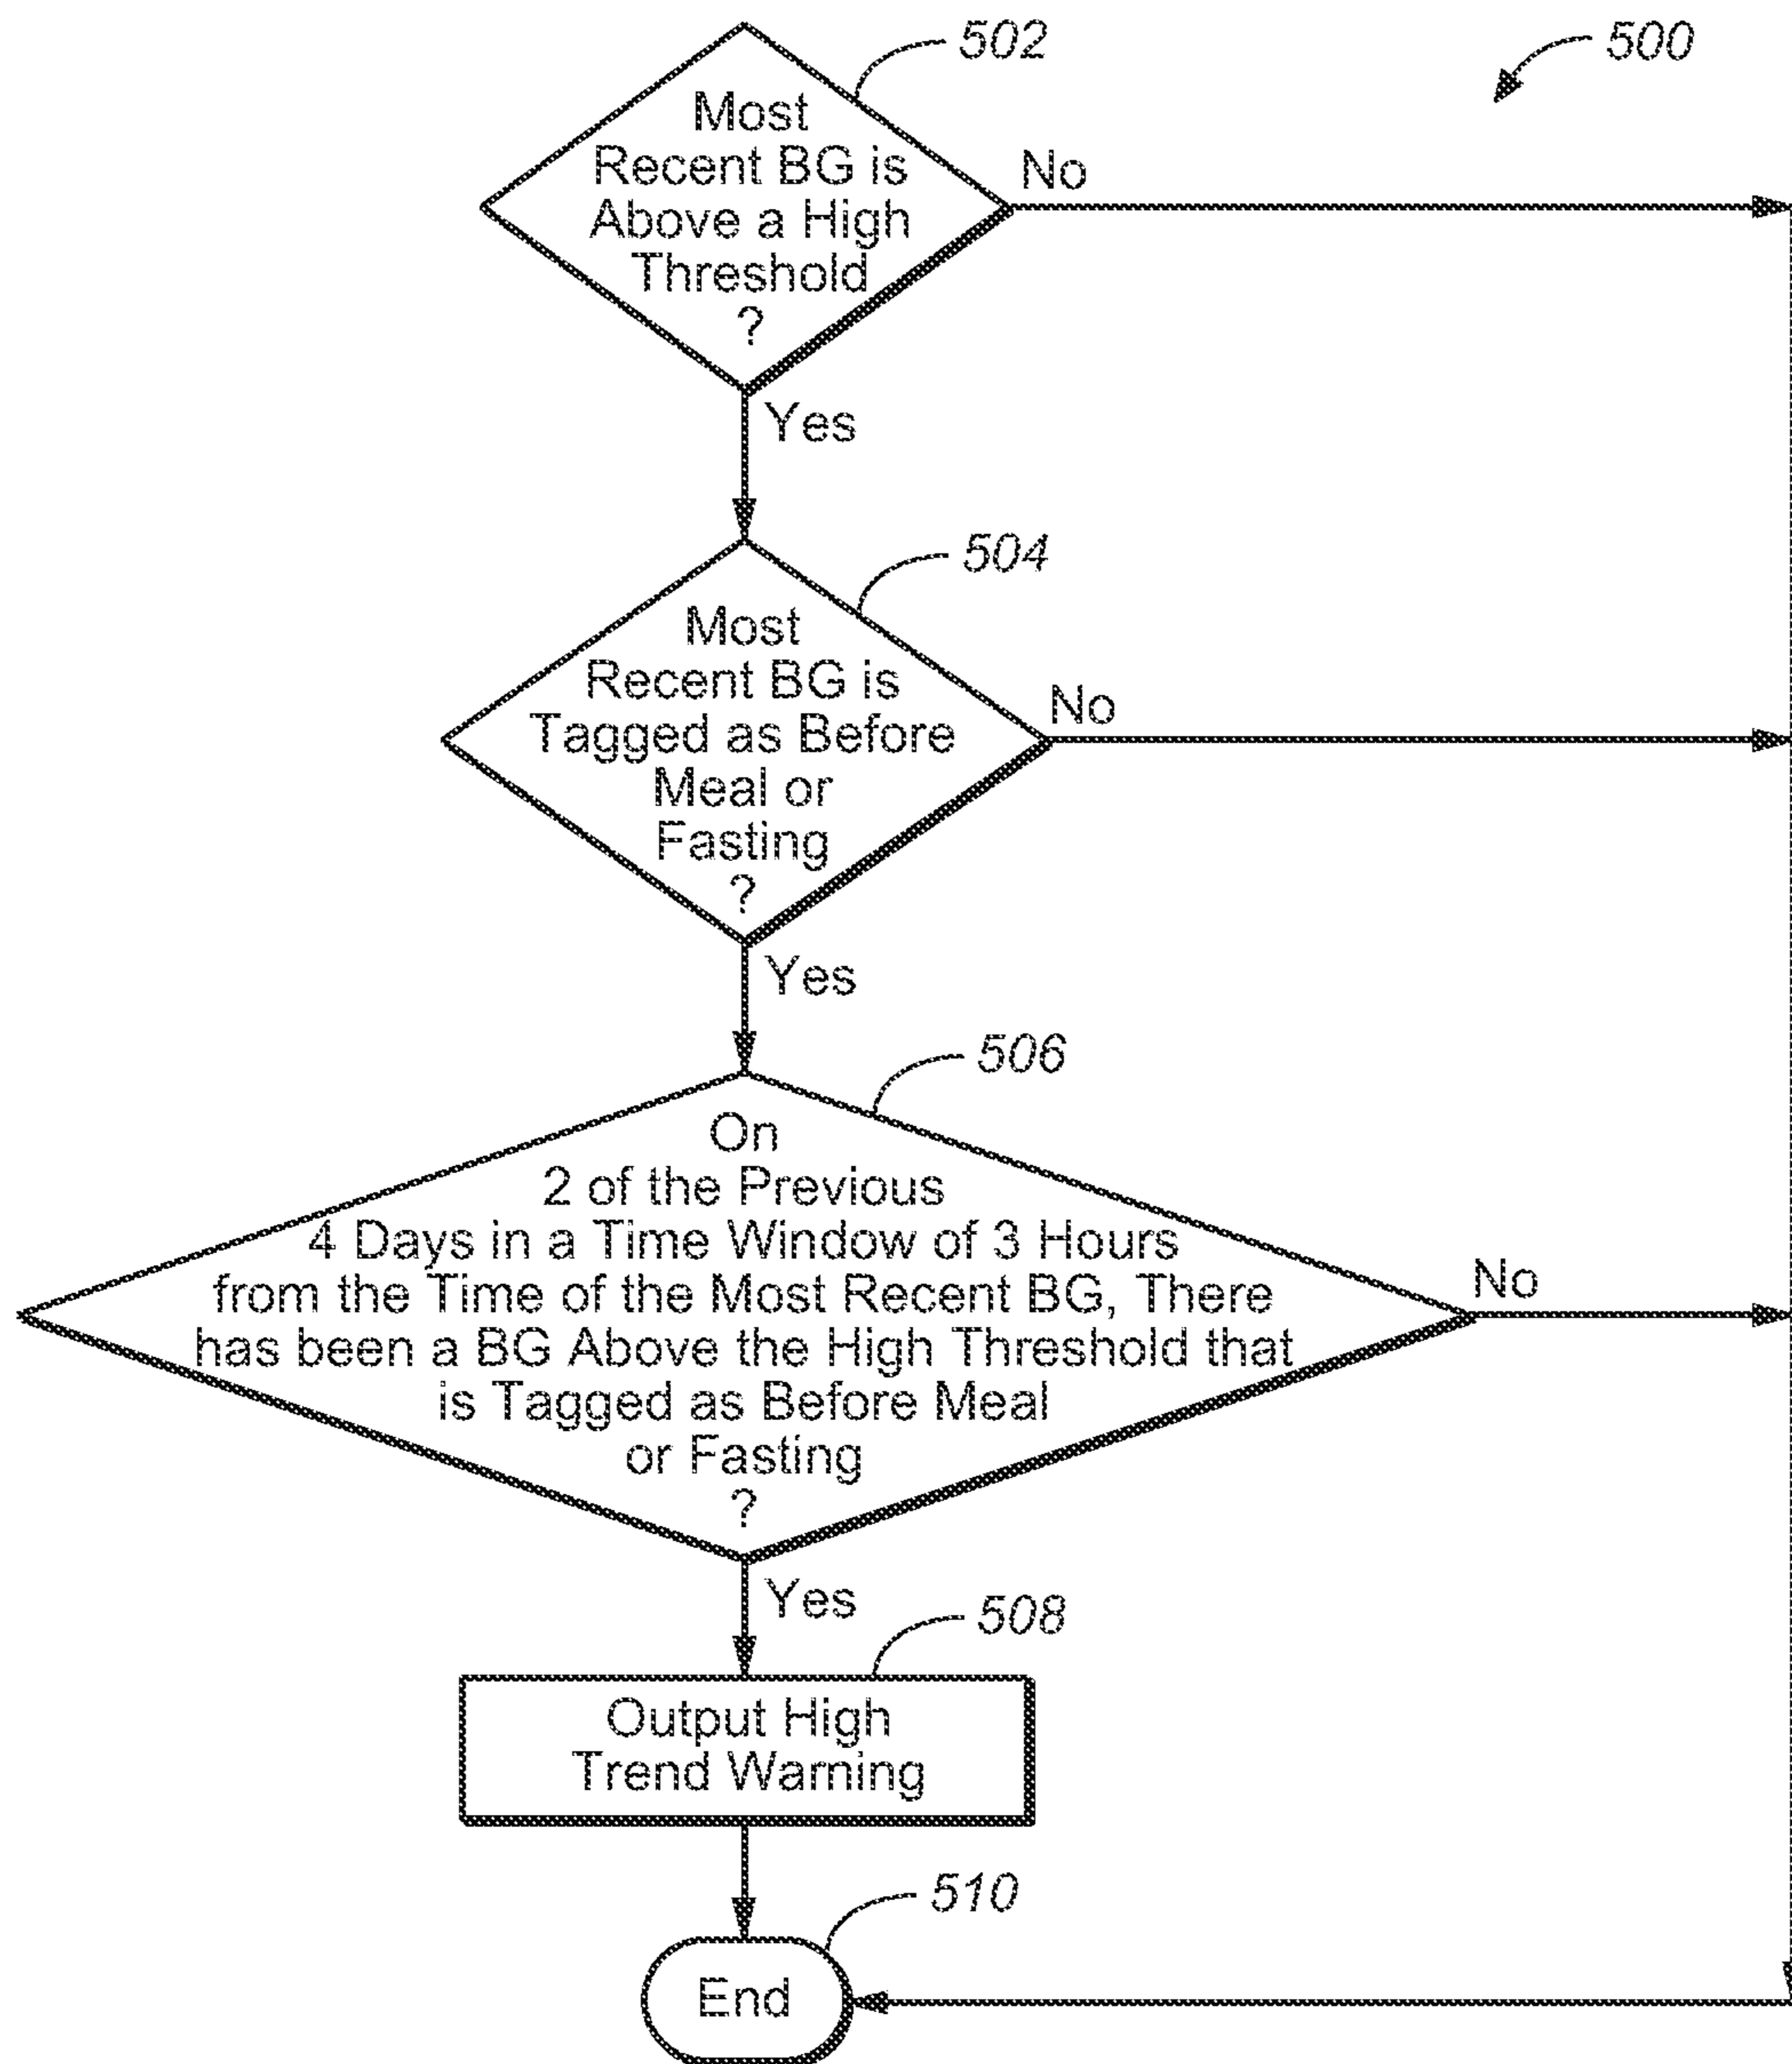 502
500
Most
Recent BG is
Above a High
Threshold
?
No
Yes
504
Most
Recent BG is
Tagged as Before
Meal or
Fasting
?
No
Yes
506
On
2 of the Previous
4 Days in a Time Window of 3 Hours
from the Time of the Most Recent BG, There
has been a BG Above the High Threshold that
is Tagged as Before Meal
or Fasting
?
No
Yes
508
Output High
Trend Warning
510
End